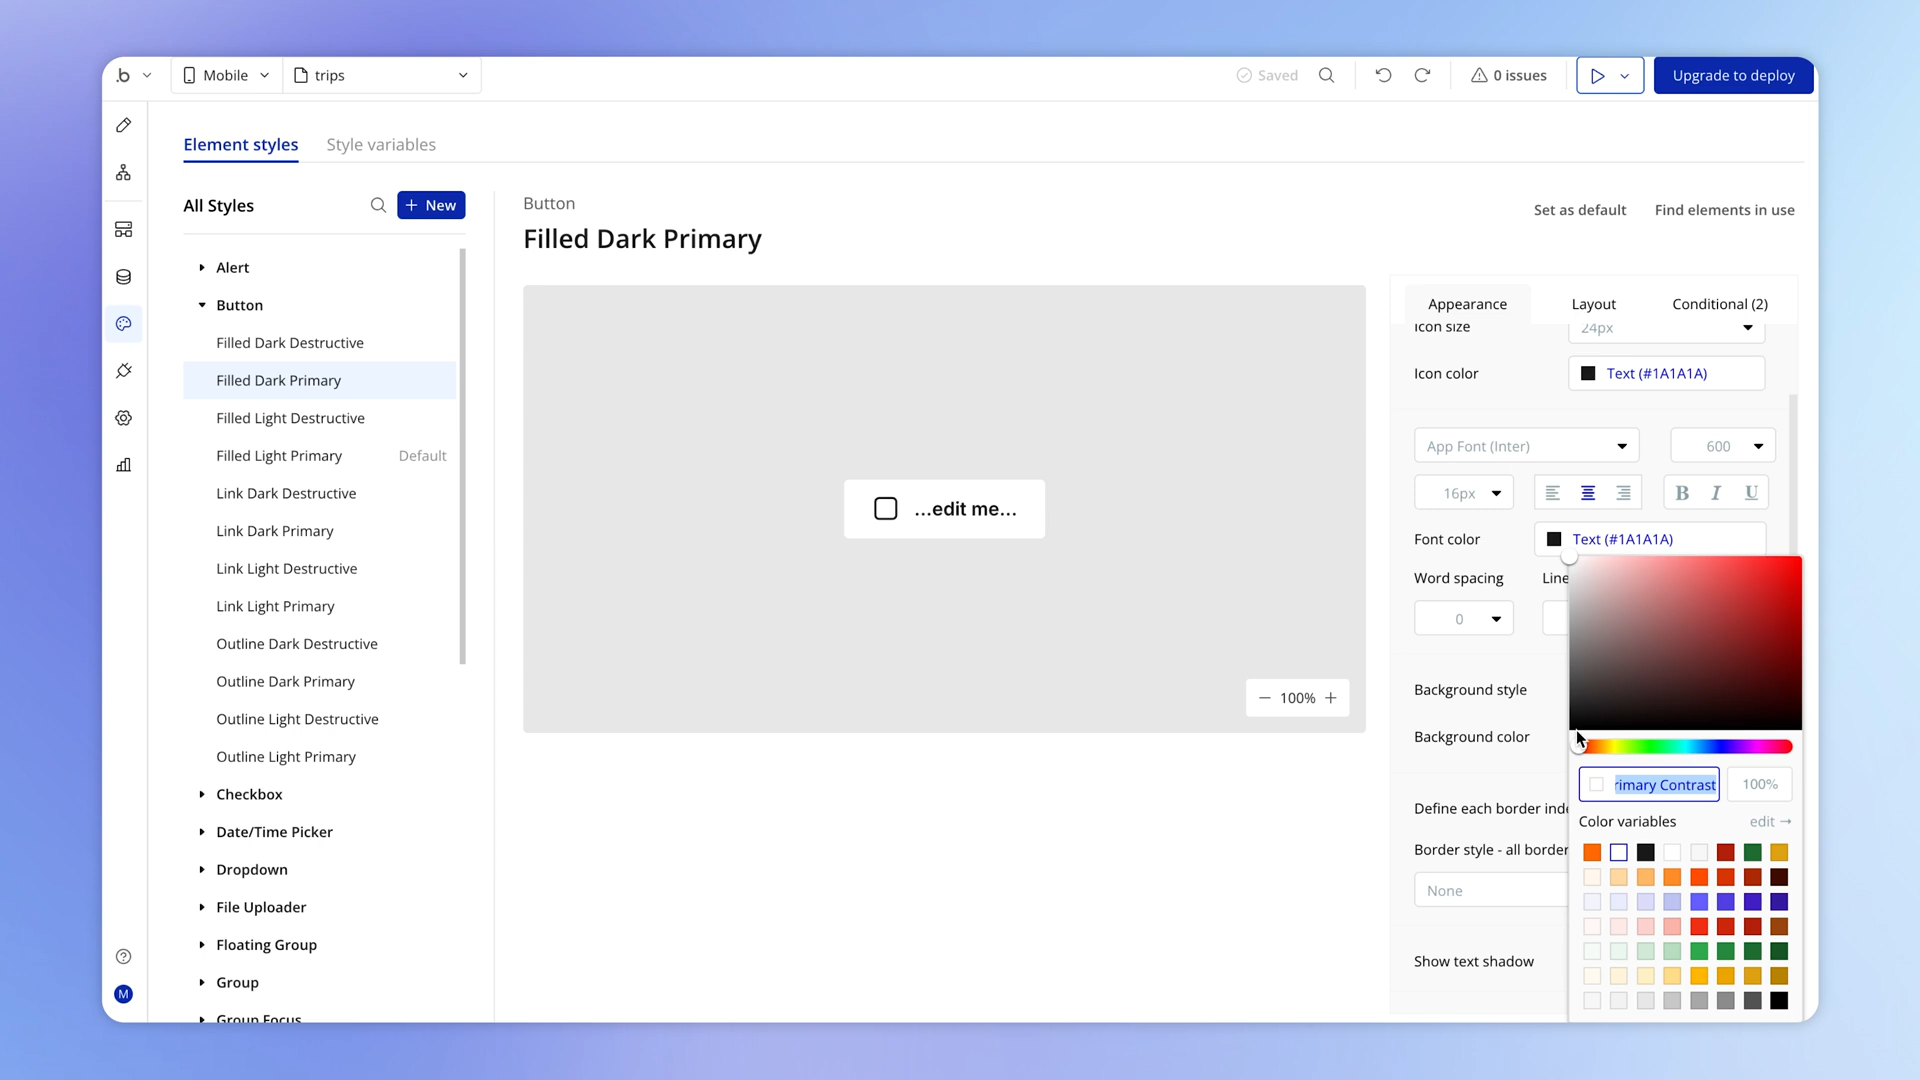 .b
Mobile
trips
Saved
0 issues
Upgrade to deploy
Element styles
Style variables
All Styles
+ New
Alert
Button
Filled Dark Destructive
Filled Dark Primary
Filled Light Destructive
Filled Light Primary
Default
Link Dark Destructive
Link Dark Primary
Link Light Destructive
Link Light Primary
Outline Dark Destructive
Outline Dark Primary
Outline Light Destructive
Outline Light Primary
Checkbox
Date/Time Picker
Dropdown
File Uploader
Floating Group
Group
Group Focus
M
Button
Filled Dark Primary
Set as default
Find elements in use
...edit me...
100%
Appearance
Layout
Conditional (2)
Icon size
24px
Icon color
Text (#1A1A1A)
App Font (Inter)
600
16px
B I U
Font color
Text (#1A1A1A)
Word spacing
Line
0
Background style
Background color
Define each border inde
Border style - all border
None
Show text shadow
rimary Contrast
100%
Color variables
edit →